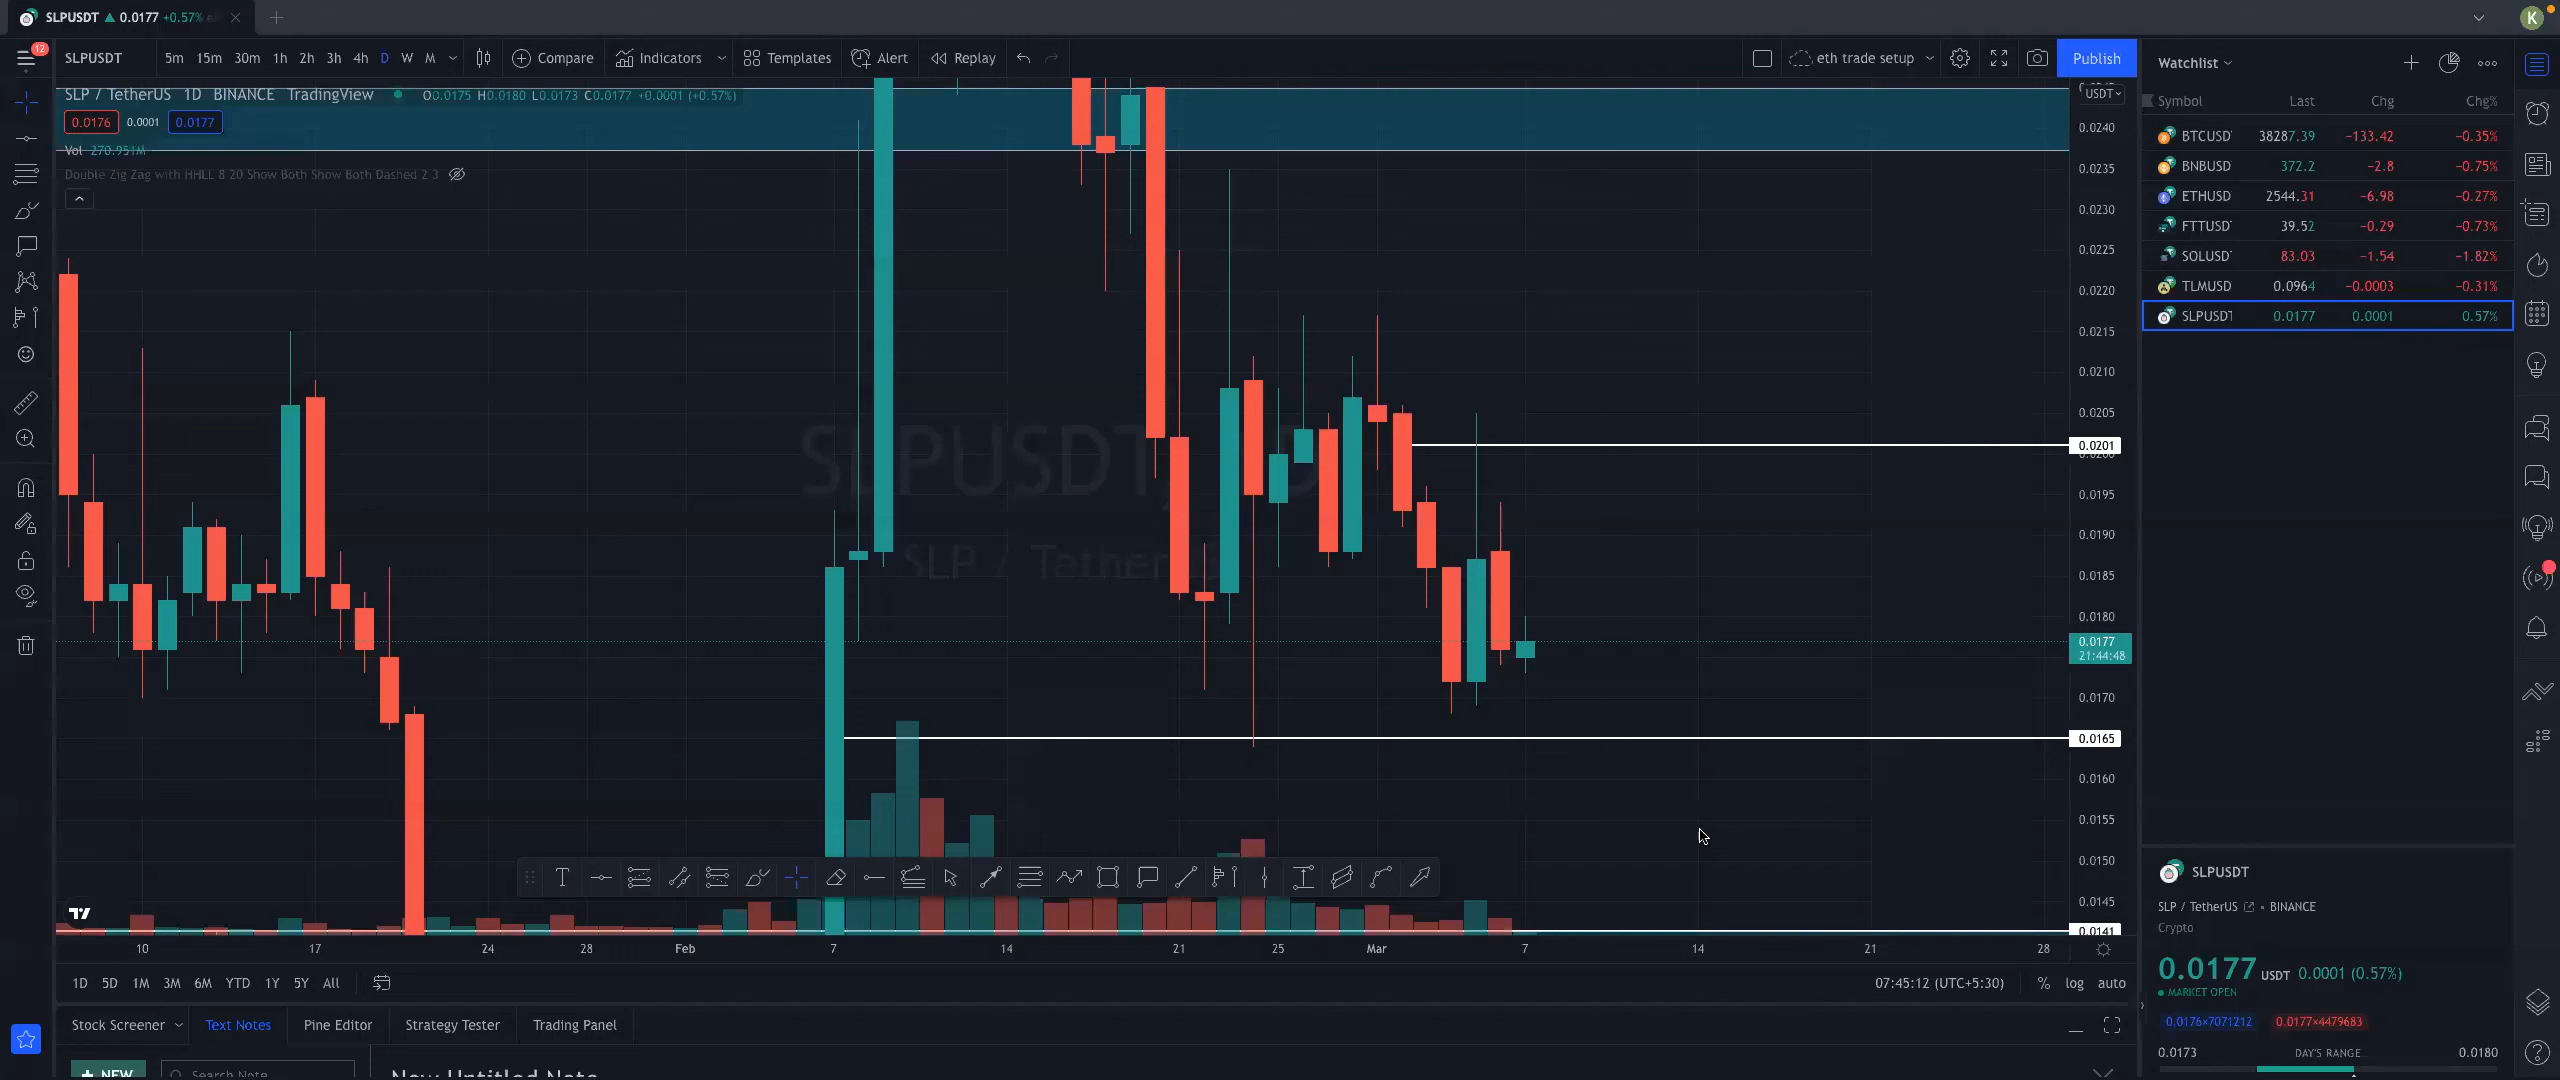 SLPUSDT ▲ 0.0177 +0.57%
K
12
SLPUSDT 5m 15m 30m 1h 2h 3h 4h D W M Compare Indicators Templates Alert Replay eth trade setup Publish
Watchlist
SLP / TetherUS 1D BINANCE TradingView O0.0175 H0.0180 L0.0173 C0.0177 +0.0001 (+0.57%)
0.0176 0.0001 0.0177
Vol 270.951M
Double Zig Zag with HHLL 8 20 Show Both Show Both Dashed 2 3
SLPUSDT, 
SLP / Tether
USDT
0.0240
0.0235
0.0230
0.0225
0.0220
0.0215
0.0210
0.0205
0.0201
0.0200
0.0195
0.0190
0.0185
0.0180
0.0177
21:44:48
0.0170
0.0165
0.0160
0.0155
0.0150
0.0145
0.0141
10 17 24 28 Feb 7 14 21 25 Mar 7 14 21 28
1D 5D 1M 3M 6M YTD 1Y 5Y All 07:45:12 (UTC+5:30) % log auto
Stock Screener Text Notes Pine Editor Strategy Tester Trading Panel
+ NEW Search Note New Untitled Note
Symbol Last Chg Chg%
BTCUSD 38287.39 −133.42 −0.35%
BNBUSD 372.2 −2.8 −0.75%
ETHUSD 2544.31 −6.98 −0.27%
FTTUSD 39.52 −0.29 −0.73%
SOLUSD 83.03 −1.54 −1.82%
TLMUSD 0.0964 −0.0003 −0.31%
SLPUSDT 0.0177 0.0001 0.57%
SLPUSDT
SLP / TetherUS • BINANCE
Crypto
0.0177 USDT 0.0001 (0.57%)
MARKET OPEN
0.0176×7071212 0.0177×4479683
0.0173 DAY'S RANGE 0.0180